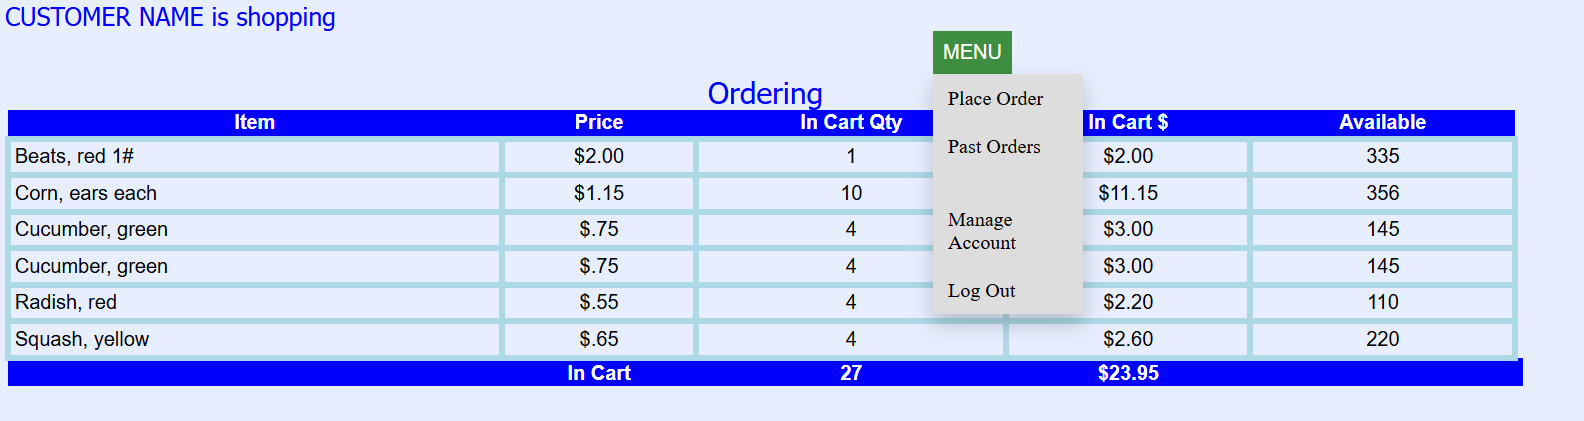 CUSTOMER NAME is shopping
MENU
Place Order
Past Orders
Manage
Account
Log Out
Ordering
Item Price In Cart Qty In Cart $ Available
Beats, red 1# $2.00 1 $2.00 335
Corn, ears each $1.15 10 $11.15 356
Cucumber, green $.75 4 $3.00 145
Cucumber, green $.75 4 $3.00 145
Radish, red $.55 4 $2.20 110
Squash, yellow $.65 4 $2.60 220
In Cart 27 $23.95